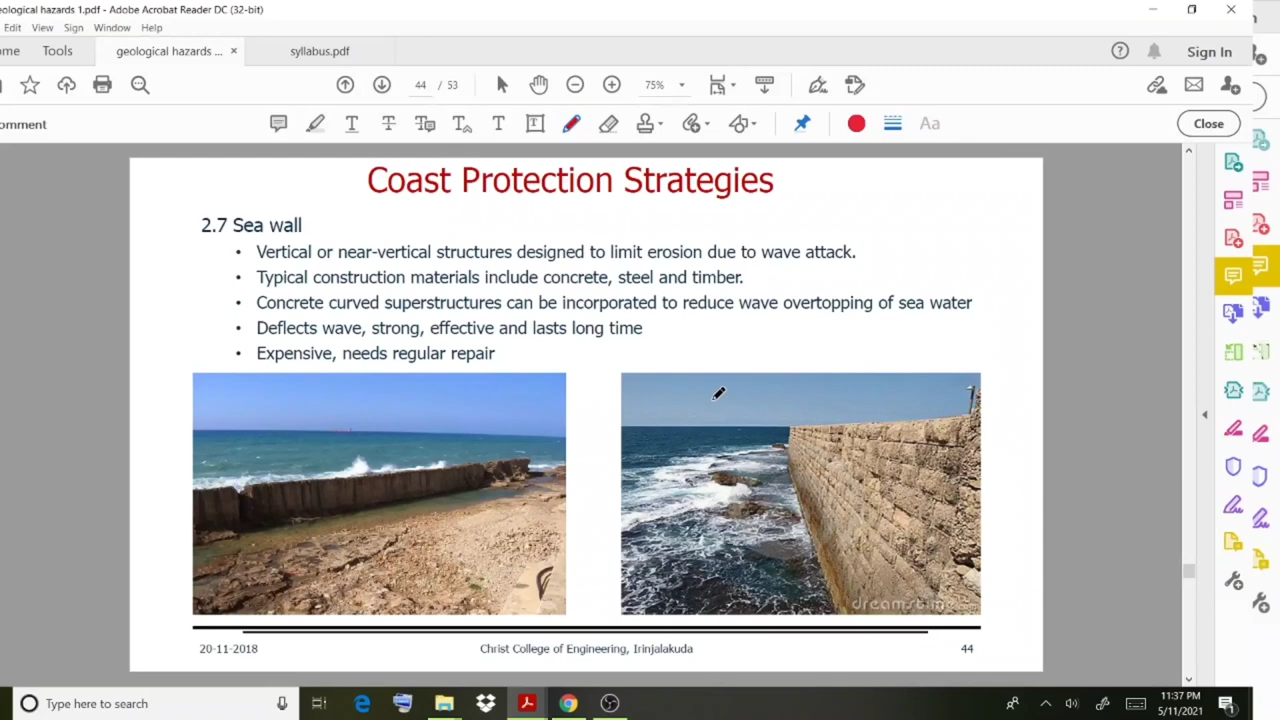 eological hazards 1.pdf - Adobe Acrobat Reader DC (32-bit)
Edit View Sign Window Help
ome Tools geological hazards ... × syllabus.pdf Sign In
44 / 53 75%
omment Aa Close
Coast Protection Strategies
2.7 Sea wall
• Vertical or near-vertical structures designed to limit erosion due to wave attack.
• Typical construction materials include concrete, steel and timber.
• Concrete curved superstructures can be incorporated to reduce wave overtopping of sea water
• Deflects wave, strong, effective and lasts long time
• Expensive, needs regular repair
20-11-2018 Christ College of Engineering, Irinjalakuda 44
Type here to search
11:37 PM
5/11/2021